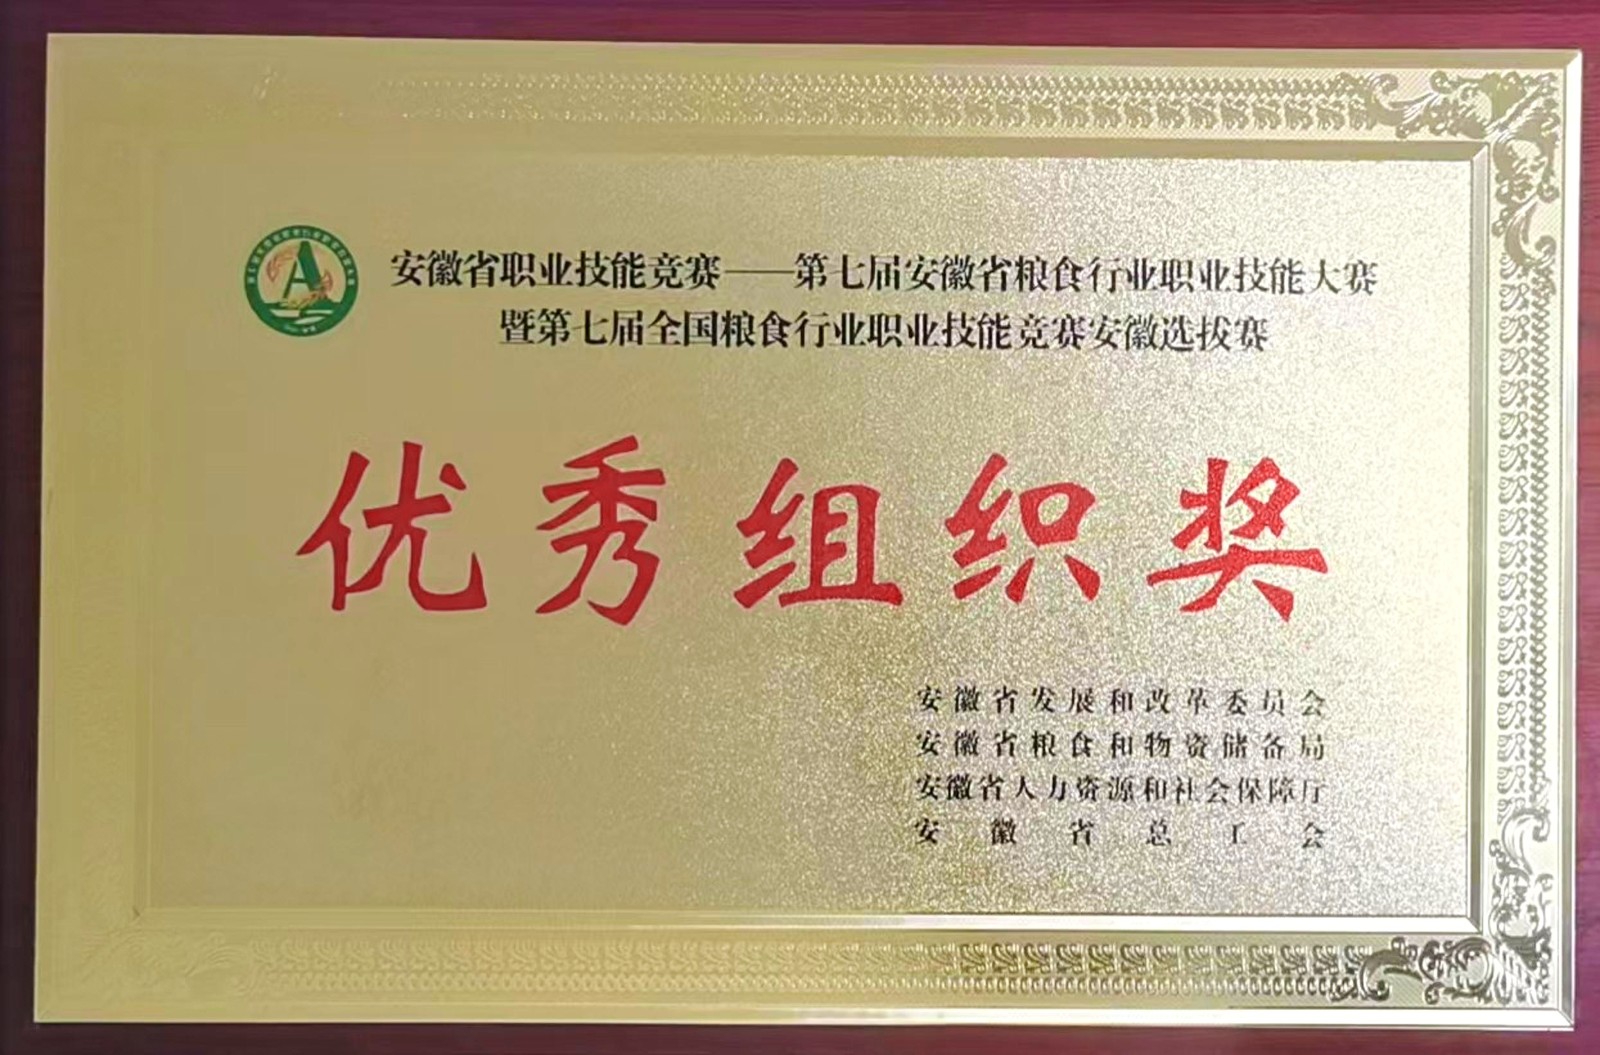 安徽省职业技能竞赛——第七届安徽省粮食行业职业技能大赛
暨第七届全国粮食行业职业技能竞赛安徽选拔赛
优秀组织奖
安徽省发展和改革委员会
安徽省粮食和物资储备局
安徽省人力资源和社会保障厅
安徽省总工会